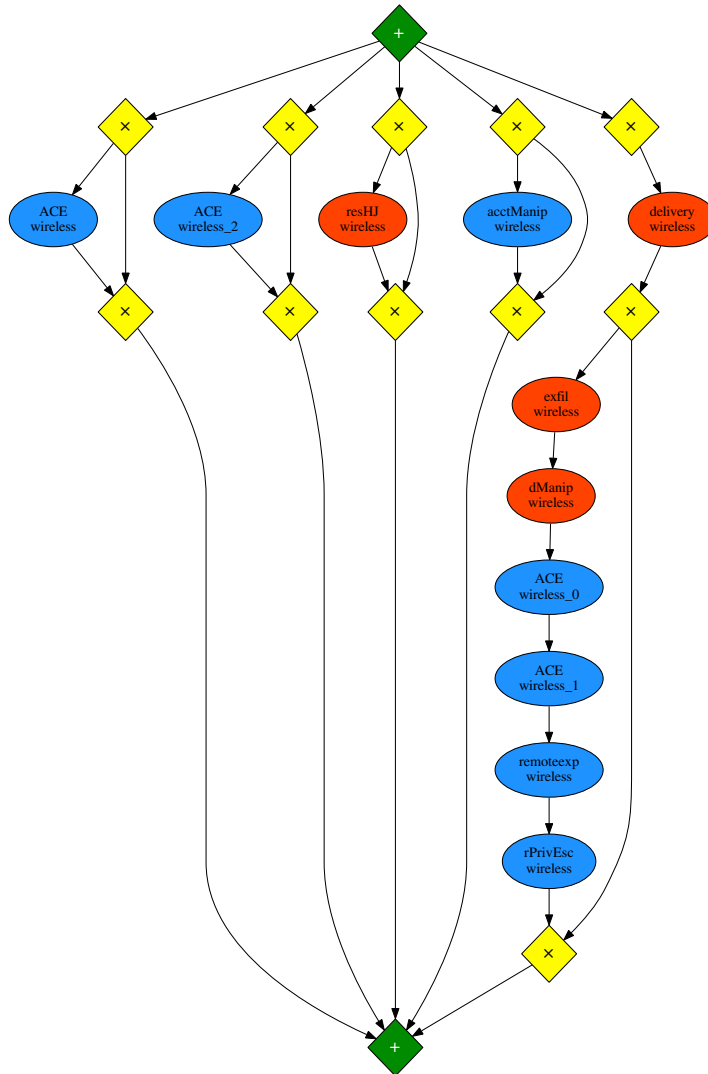 +
×
×
×
×
×
ACE
wireless
ACE
wireless_2
resHJ
wireless
acctManip
wireless
delivery
wireless
×
×
×
×
×
exfil
wireless
dManip
wireless
ACE
wireless_0
ACE
wireless_1
remoteexp
wireless
rPrivEsc
wireless
×
+